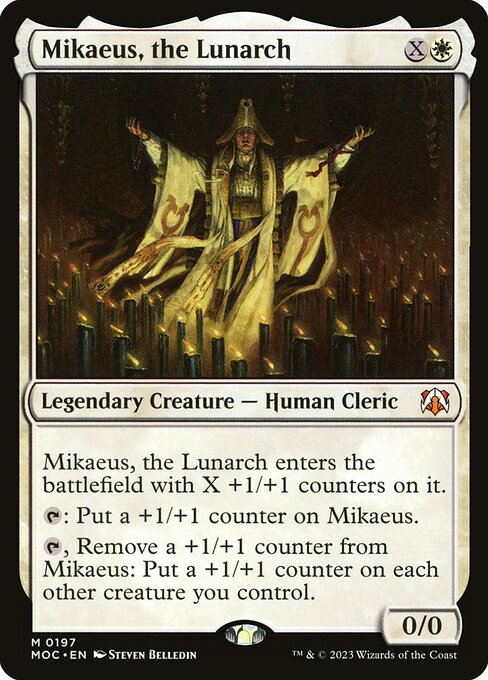 Mikaeus, the Lunarch X
Legendary Creature — Human Cleric
Mikaeus, the Lunarch enters the
battlefield with X +1/+1 counters on it.
: Put a +1/+1 counter on Mikaeus.
, Remove a +1/+1 counter from
Mikaeus: Put a +1/+1 counter on each
other creature you control.
0/0
M 0197
MOC • EN Steven Belledin
™ & © 2023 Wizards of the Coast